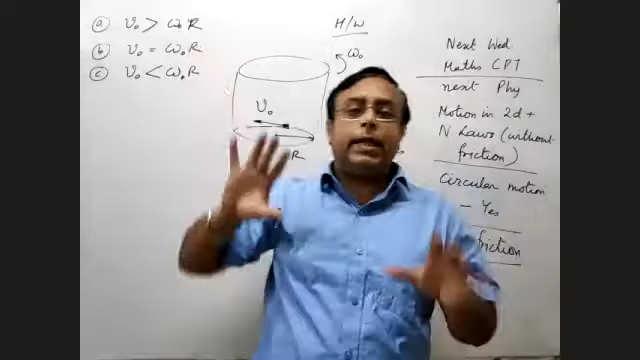 (a) v₀ > ω₀R
(b) v₀ = ω₀R
(c) v₀ < ω₀R
H/W
ω₀
v₀
R
Next Wed
Maths CPT
next Phy
Motion in 2d +
N Laws (without
friction)
Circular motion
- Yes
friction